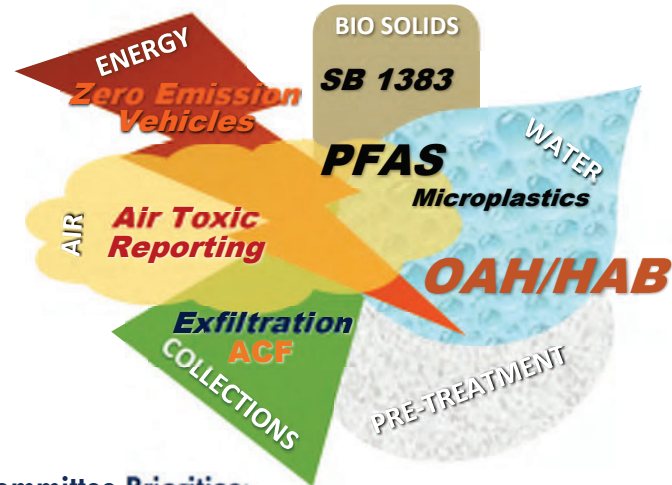 ENERGY
Zero Emission
Vehicles
BIO SOLIDS
SB 1383
WATER
PFAS
Microplastics
AIR
Air Toxic
Reporting
OAH/HAB
Exfiltration
ACF
COLLECTIONS
PRE-TREATMENT